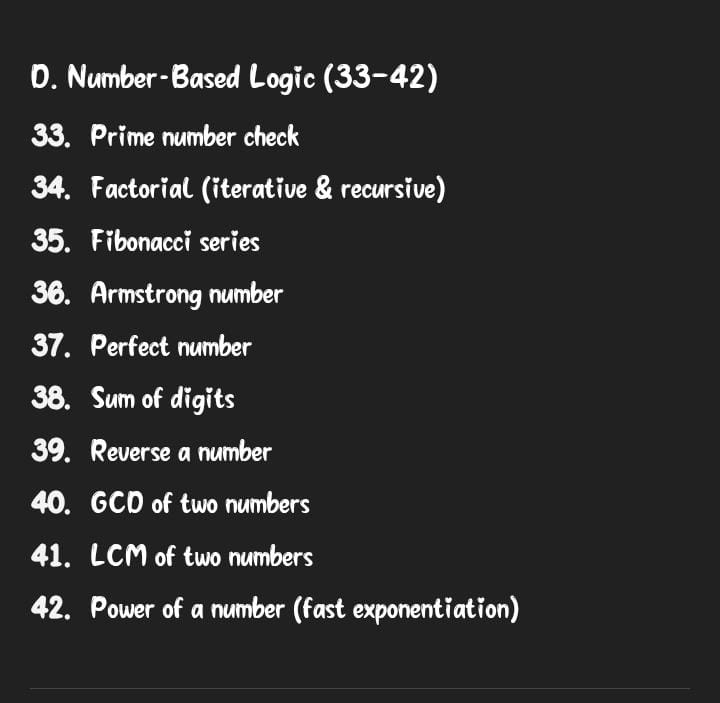 D. Number-Based Logic (33–42)
33. Prime number check
34. Factorial (iterative & recursive)
35. Fibonacci series
36. Armstrong number
37. Perfect number
38. Sum of digits
39. Reverse a number
40. GCD of two numbers
41. LCM of two numbers
42. Power of a number (fast exponentiation)